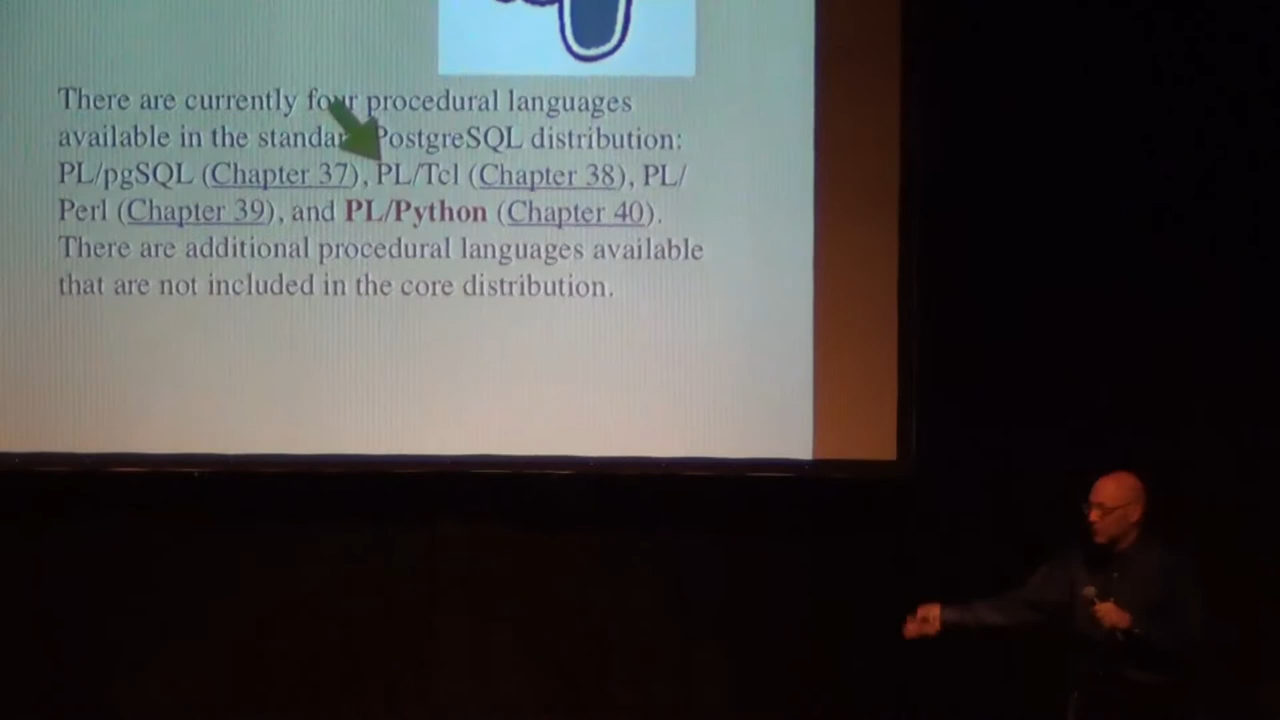 There are currently four procedural languages
available in the standard PostgreSQL distribution:
PL/pgSQL (Chapter 37), PL/Tcl (Chapter 38), PL/
Perl (Chapter 39), and PL/Python (Chapter 40).
There are additional procedural languages available
that are not included in the core distribution.